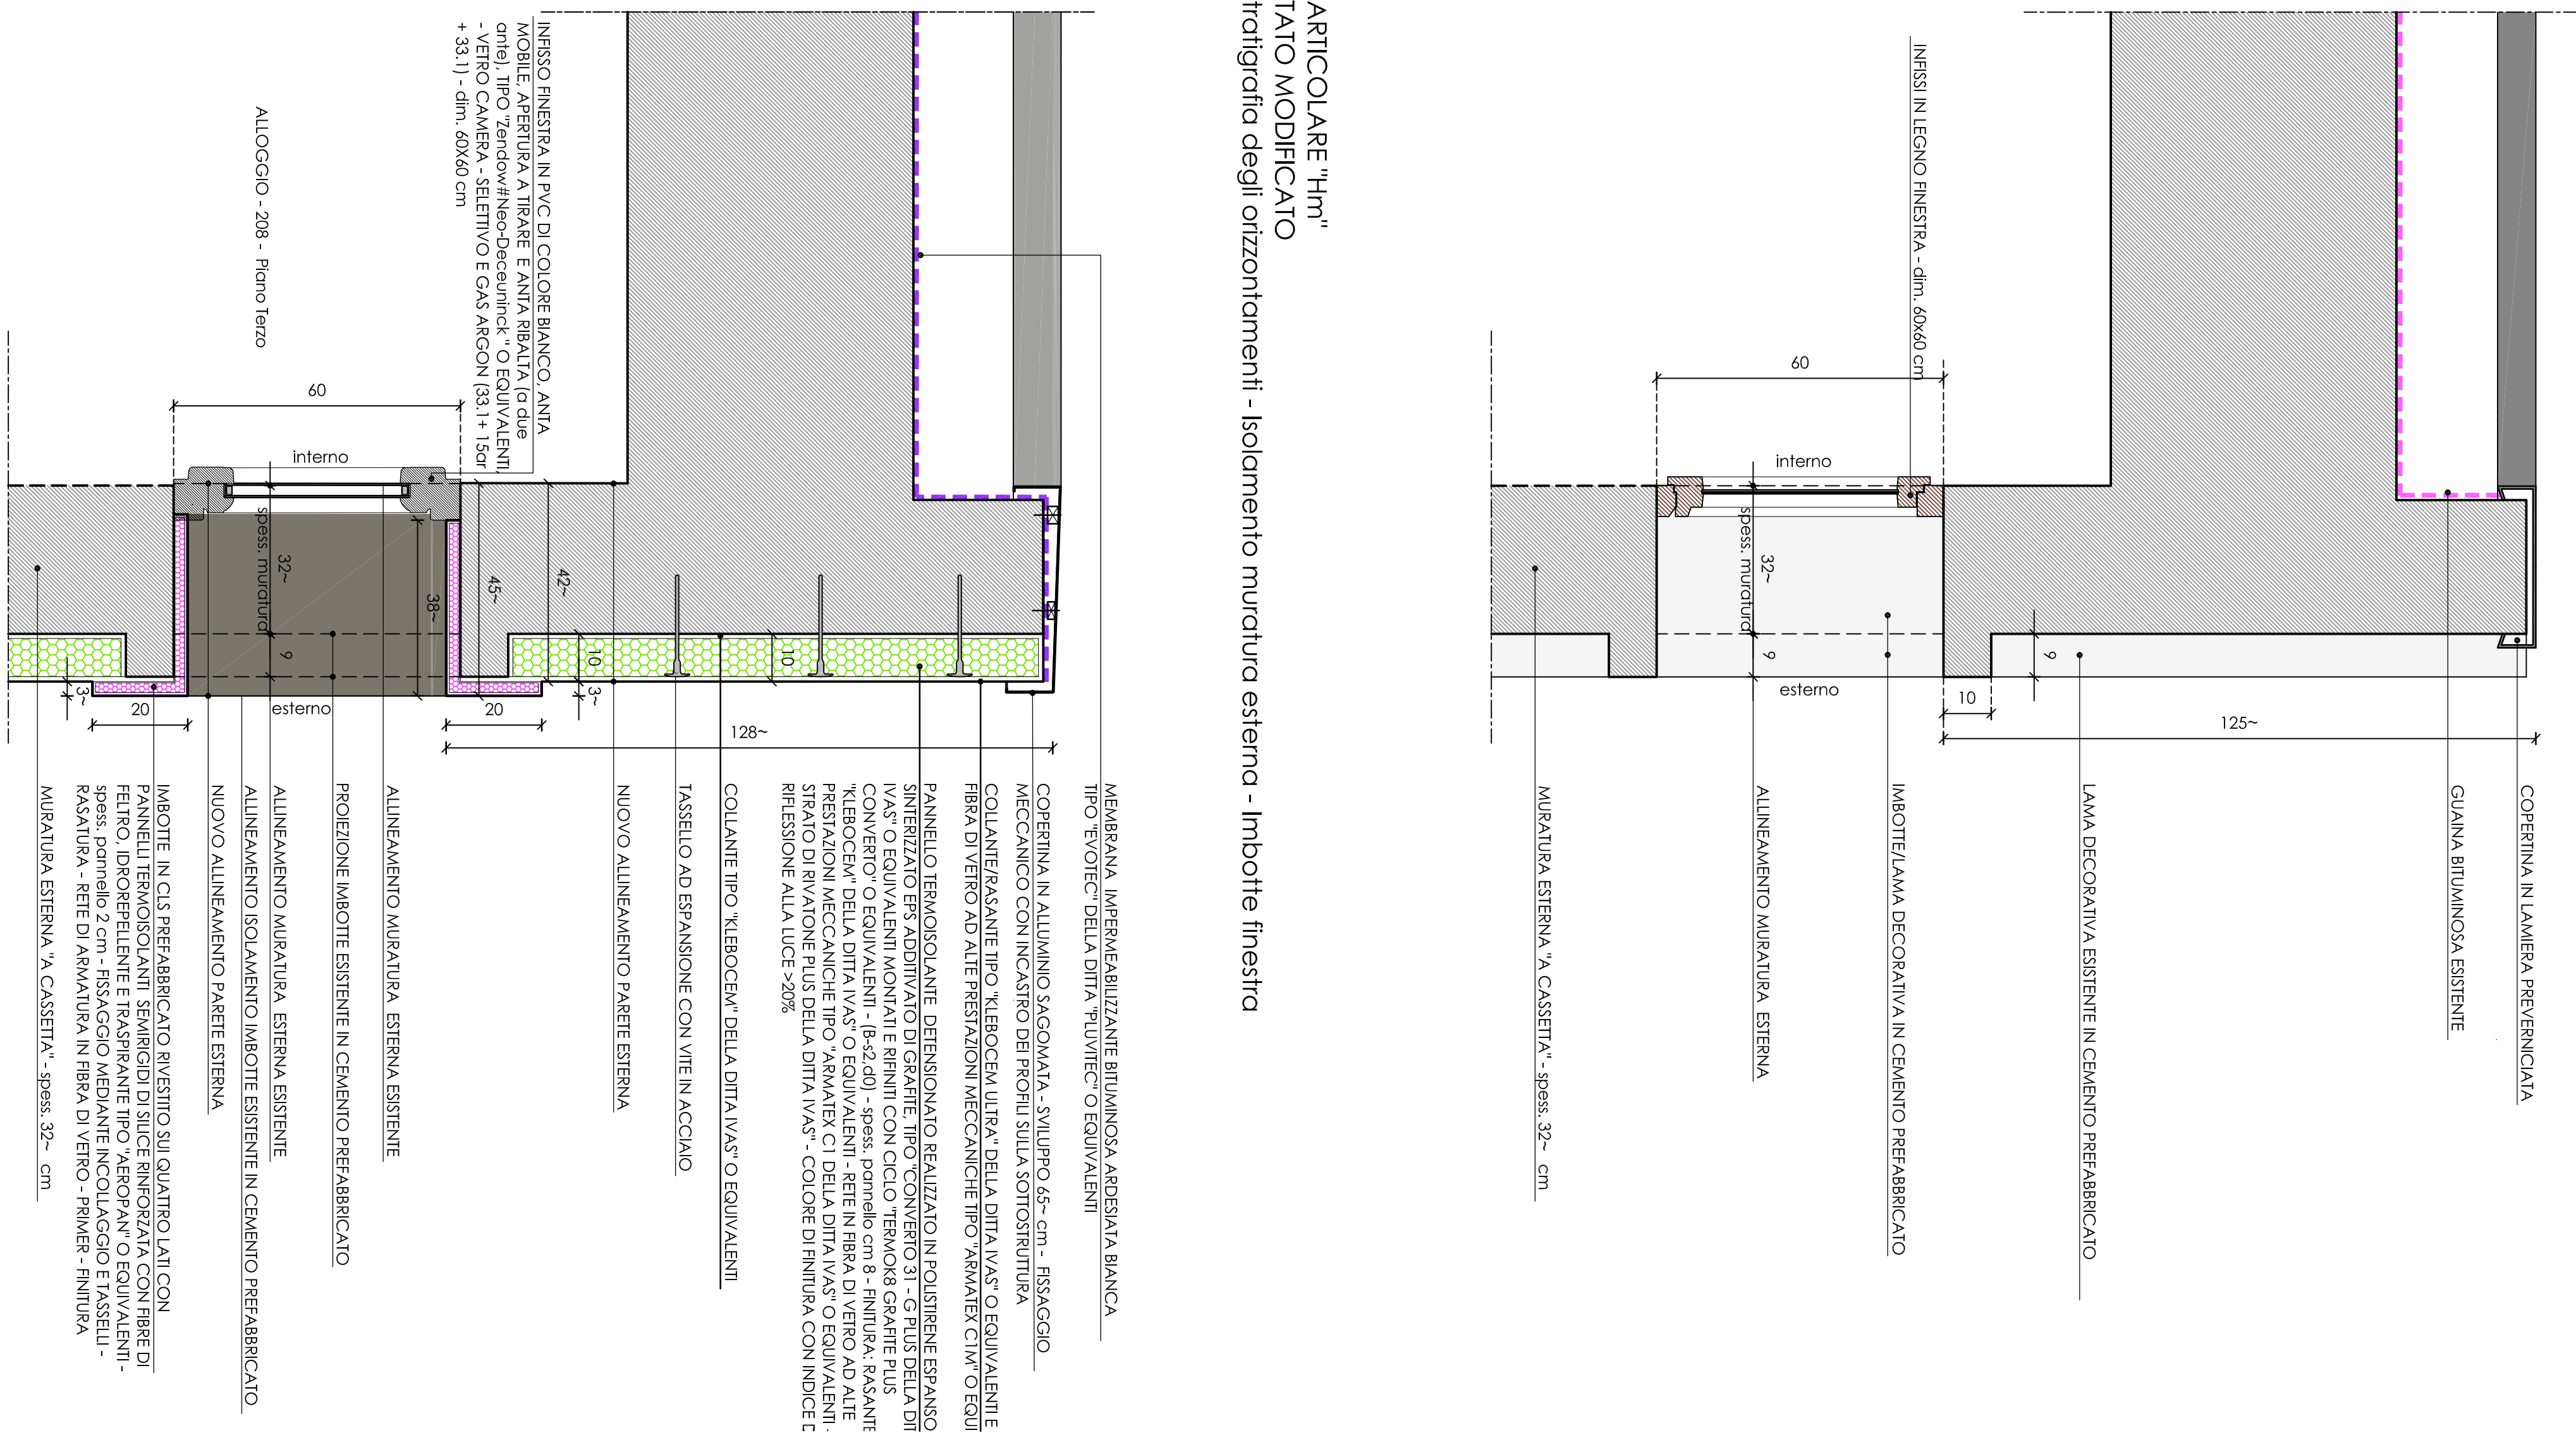 INFISSI IN LEGNO FINESTRA - dim. 60x60 cm
60
interno
spess. muratura
32~
9
esterno
9
10
125~
COPERTINA IN LAMIERA PREVERNICIATA
GUAINA BITUMINOSA ESISTENTE
LAMA DECORATIVA ESISTENTE IN CEMENTO PREFABBRICATO
IMBOTTE/LAMA DECORATIVA IN CEMENTO PREFABBRICATO
ALLINEAMENTO MURATURA ESTERNA
MURATURA ESTERNA "A CASSETTA" - spess. 32~ cm
ARTICOLARE "Hm"
TATO MODIFICATO
tratigrafia degli orizzontamenti - Isolamento muratura esterna - Imbotte finestra
INFISSO FINESTRA IN PVC DI COLORE BIANCO, ANTA
MOBILE, APERTURA A TIRARE E ANTA RIBALTA (a due
ante), TIPO "Zendow#Neo-Deceuninck " O EQUIVALENTI,
- VETRO CAMERA - SELETTIVO E GAS ARGON (33.1+ 15ar
+ 33.1) - dim. 60X60 cm
ALLOGGIO - 208 - Piano Terzo
60
interno
spess. muratura
32~
9
38~
45~
42~
10
10
3~
3~
20
esterno
20
128~
MEMBRANA IMPERMEABILIZZANTE BITUMINOSA ARDESIATA BIANCA
TIPO "EVOTEC" DELLA DITTA "PLUVITEC" O EQUIVALENTI
COPERTINA IN ALLUMINIO SAGOMATA - SVILUPPO 65~ cm - FISSAGGIO
MECCANICO CON INCASTRO DEI PROFILI SULLA SOTTOSTRUTTURA
COLLANTE/RASANTE TIPO "KLEBOCEM ULTRA" DELLA DITTA IVAS" O EQUIVALENTI E
FIBRA DI VETRO AD ALTE PRESTAZIONI MECCANICHE TIPO "ARMATEX C1M" O EQUI
PANNELLO TERMOISOLANTE DETENSIONATO REALIZZATO IN POLISTIRENE ESPANSO
SINTERIZZATO EPS ADDITIVATO DI GRAFITE, TIPO "CONVERTO 31 - G PLUS DELLA DIT
IVAS" O EQUIVALENTI MONTATI E RIFINITI CON CICLO "TERMOK8 GRAFITE PLUS
CONVERTO" O EQUIVALENTI - (B-s2,d0) - spess. pannello cm 8 - FINITURA: RASANTE
"KLEBOCEM" DELLA DITTA IVAS" O EQUIVALENTI - RETE IN FIBRA DI VETRO AD ALTE
PRESTAZIONI MECCANICHE TIPO "ARMATEX C1 DELLA DITTA IVAS" O EQUIVALENTI -
STRATO DI RIVATONE PLUS DELLA DITTA IVAS" - COLORE DI FINITURA CON INDICE D
RIFLESSIONE ALLA LUCE >20%
COLLANTE TIPO "KLEBOCEM" DELLA DITTA IVAS" O EQUIVALENTI
TASSELLO AD ESPANSIONE CON VITE IN ACCIAIO
NUOVO ALLINEAMENTO PARETE ESTERNA
ALLINEAMENTO MURATURA ESTERNA ESISTENTE
PROIEZIONE IMBOTTE ESISTENTE IN CEMENTO PREFABBRICATO
ALLINEAMENTO MURATURA ESTERNA ESISTENTE
ALLINEAMENTO ISOLAMENTO IMBOTTE ESISTENTE IN CEMENTO PREFABBRICATO
NUOVO ALLINEAMENTO PARETE ESTERNA
IMBOTTE IN CLS PREFABBRICATO RIVESTITO SUI QUATTRO LATI CON
PANNELLI TERMOISOLANTI SEMIRIGIDI DI SILICE RINFORZATA CON FIBRE DI
FELTRO, IDROREPELLENTE E TRASPIRANTE TIPO "AEROPAN" O EQUIVALENTI -
spess. pannello 2 cm - FISSAGGIO MEDIANTE INCOLLAGGIO E TASSELLI -
RASATURA - RETE DI ARMATURA IN FIBRA DI VETRO - PRIMER - FINITURA
MURATURA ESTERNA "A CASSETTA" - spess. 32~ cm